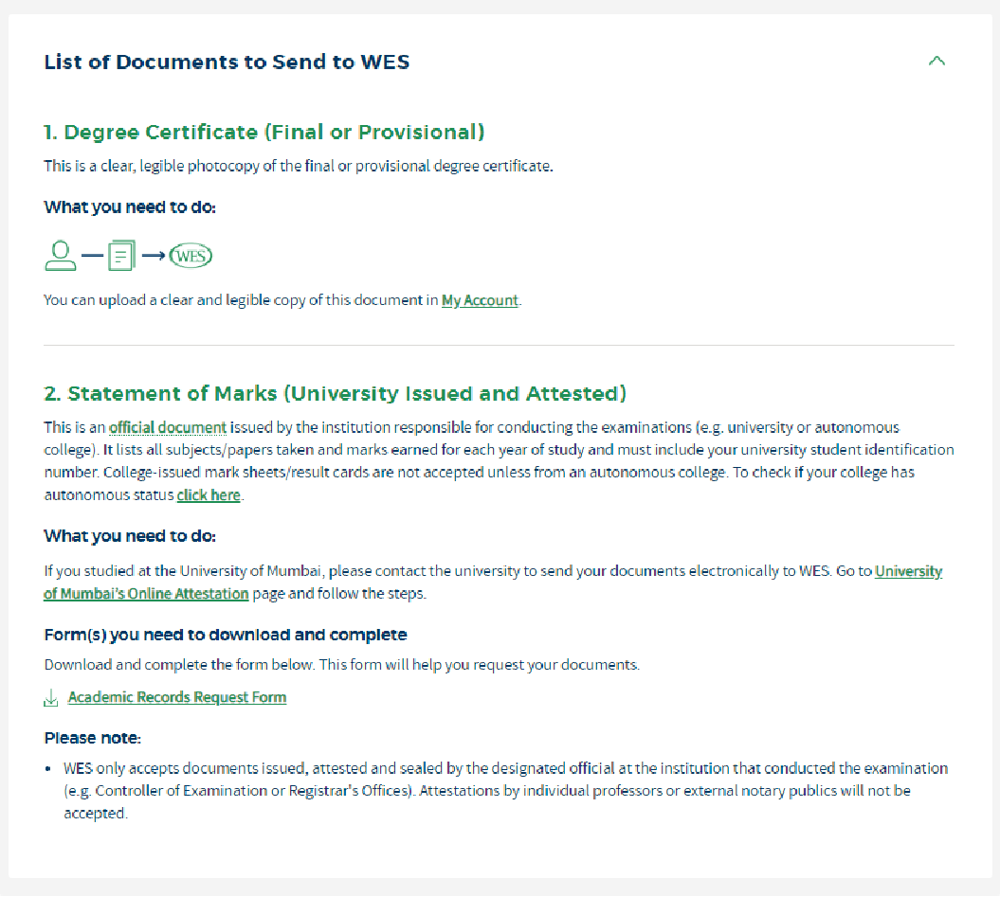 List of Documents to Send to WES
1. Degree Certificate (Final or Provisional)
This is a clear, legible photocopy of the final or provisional degree certificate.
What you need to do:
WES
You can upload a clear and legible copy of this document in My Account.
2. Statement of Marks (University Issued and Attested)
This is an official document issued by the institution responsible for conducting the examinations (e.g. university or autonomous
college). It lists all subjects/papers taken and marks earned for each year of study and must include your university student identification
number. College-issued mark sheets/result cards are not accepted unless from an autonomous college. To check if your college has
autonomous status click here.
What you need to do:
If you studied at the University of Mumbai, please contact the university to send your documents electronically to WES. Go to University
of Mumbai's Online Attestation page and follow the steps.
Form(s) you need to download and complete
Download and complete the form below. This form will help you request your documents.
Academic Records Request Form
Please note:
• WES only accepts documents issued, attested and sealed by the designated official at the institution that conducted the examination
(e.g. Controller of Examination or Registrar's Offices). Attestations by individual professors or external notary publics will not be
accepted.